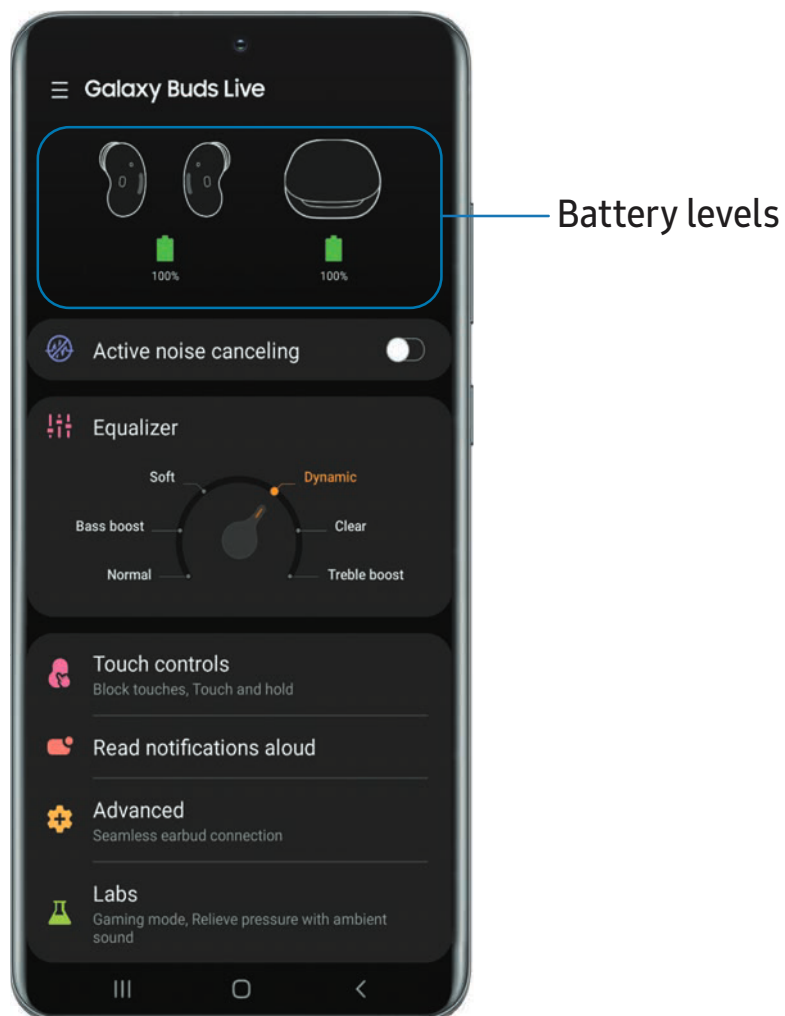 Galaxy Buds Live
100%
100%
Battery levels
Active noise canceling
Equalizer
Soft
Dynamic
Bass boost
Clear
Normal
Treble boost
Touch controls
Block touches, Touch and hold
Read notifications aloud
Advanced
Seamless earbud connection
Labs
Gaming mode, Relieve pressure with ambient
sound